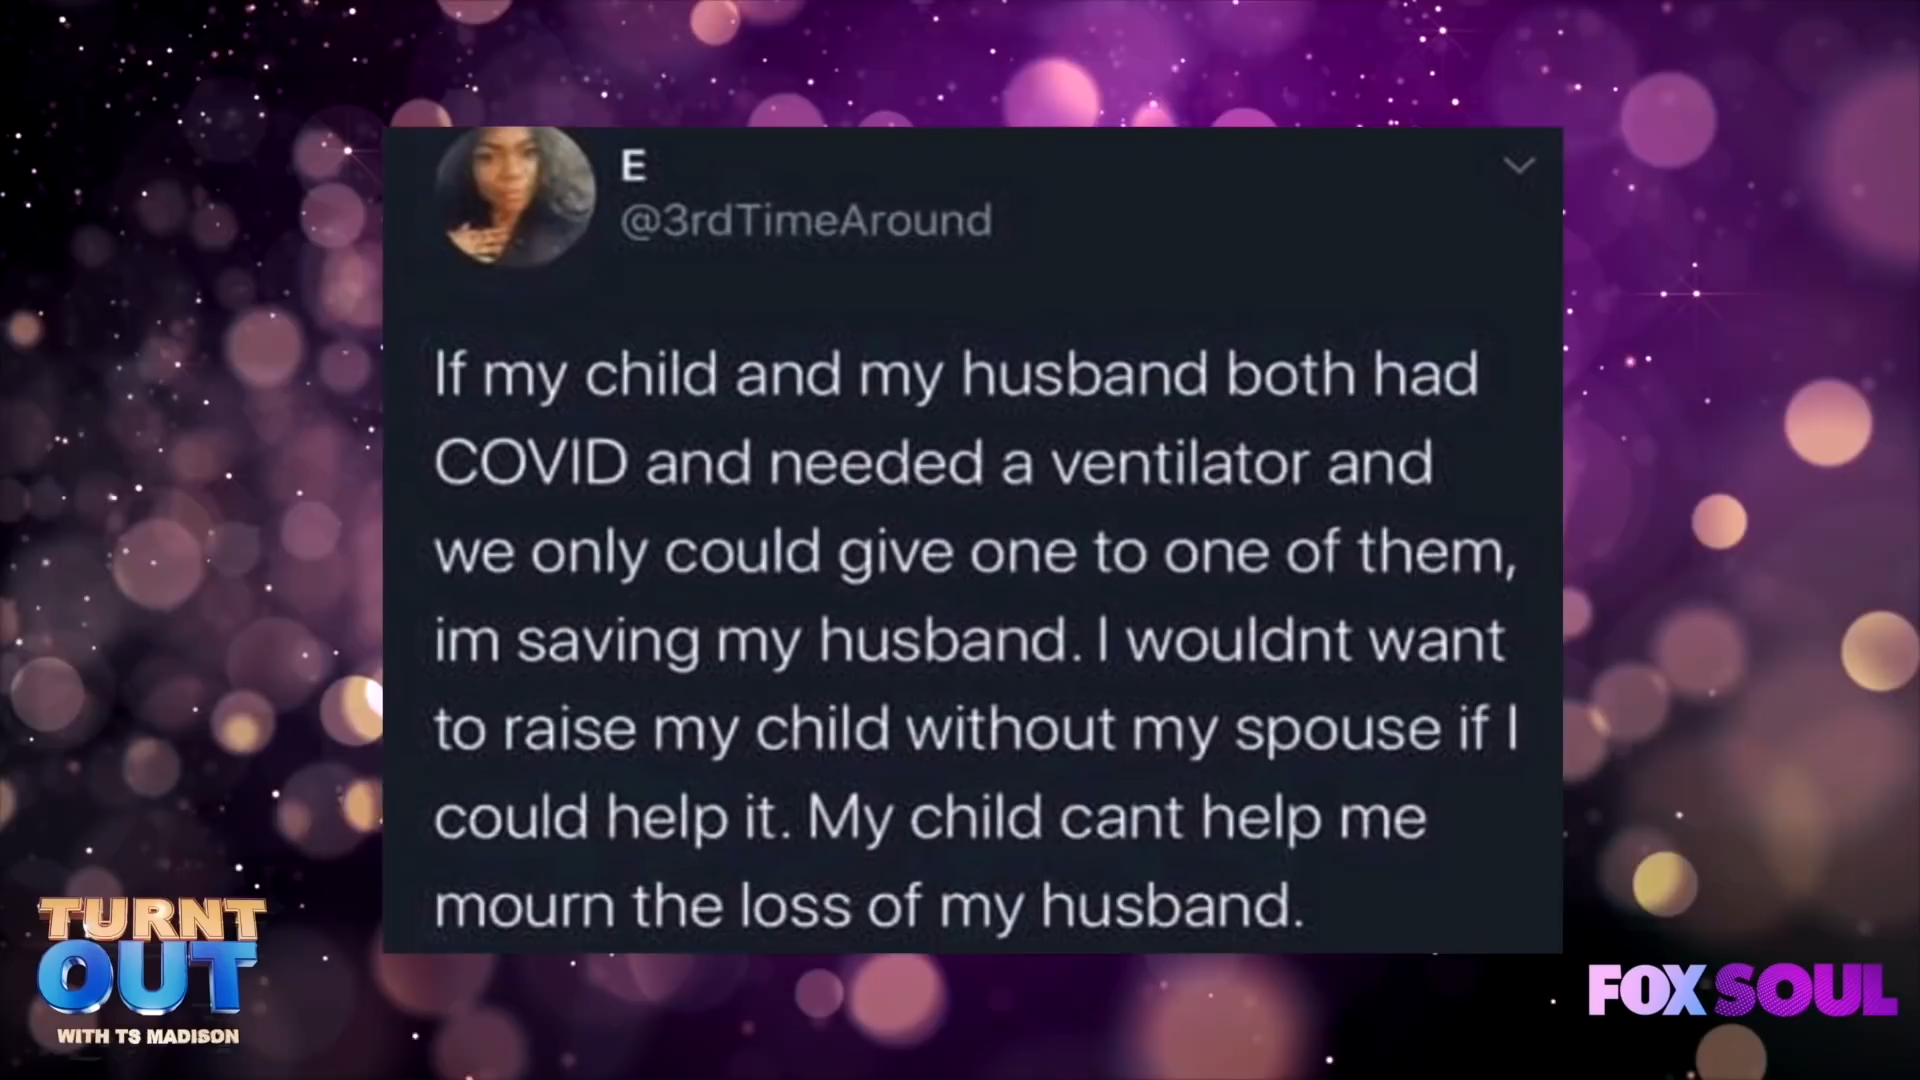 E
@3rdTimeAround
If my child and my husband both had
COVID and needed a ventilator and
we only could give one to one of them,
im saving my husband. I wouldnt want
to raise my child without my spouse if I
could help it. My child cant help me
mourn the loss of my husband.
TURNT
OUT
WITH TS MADISON
FOX SOUL